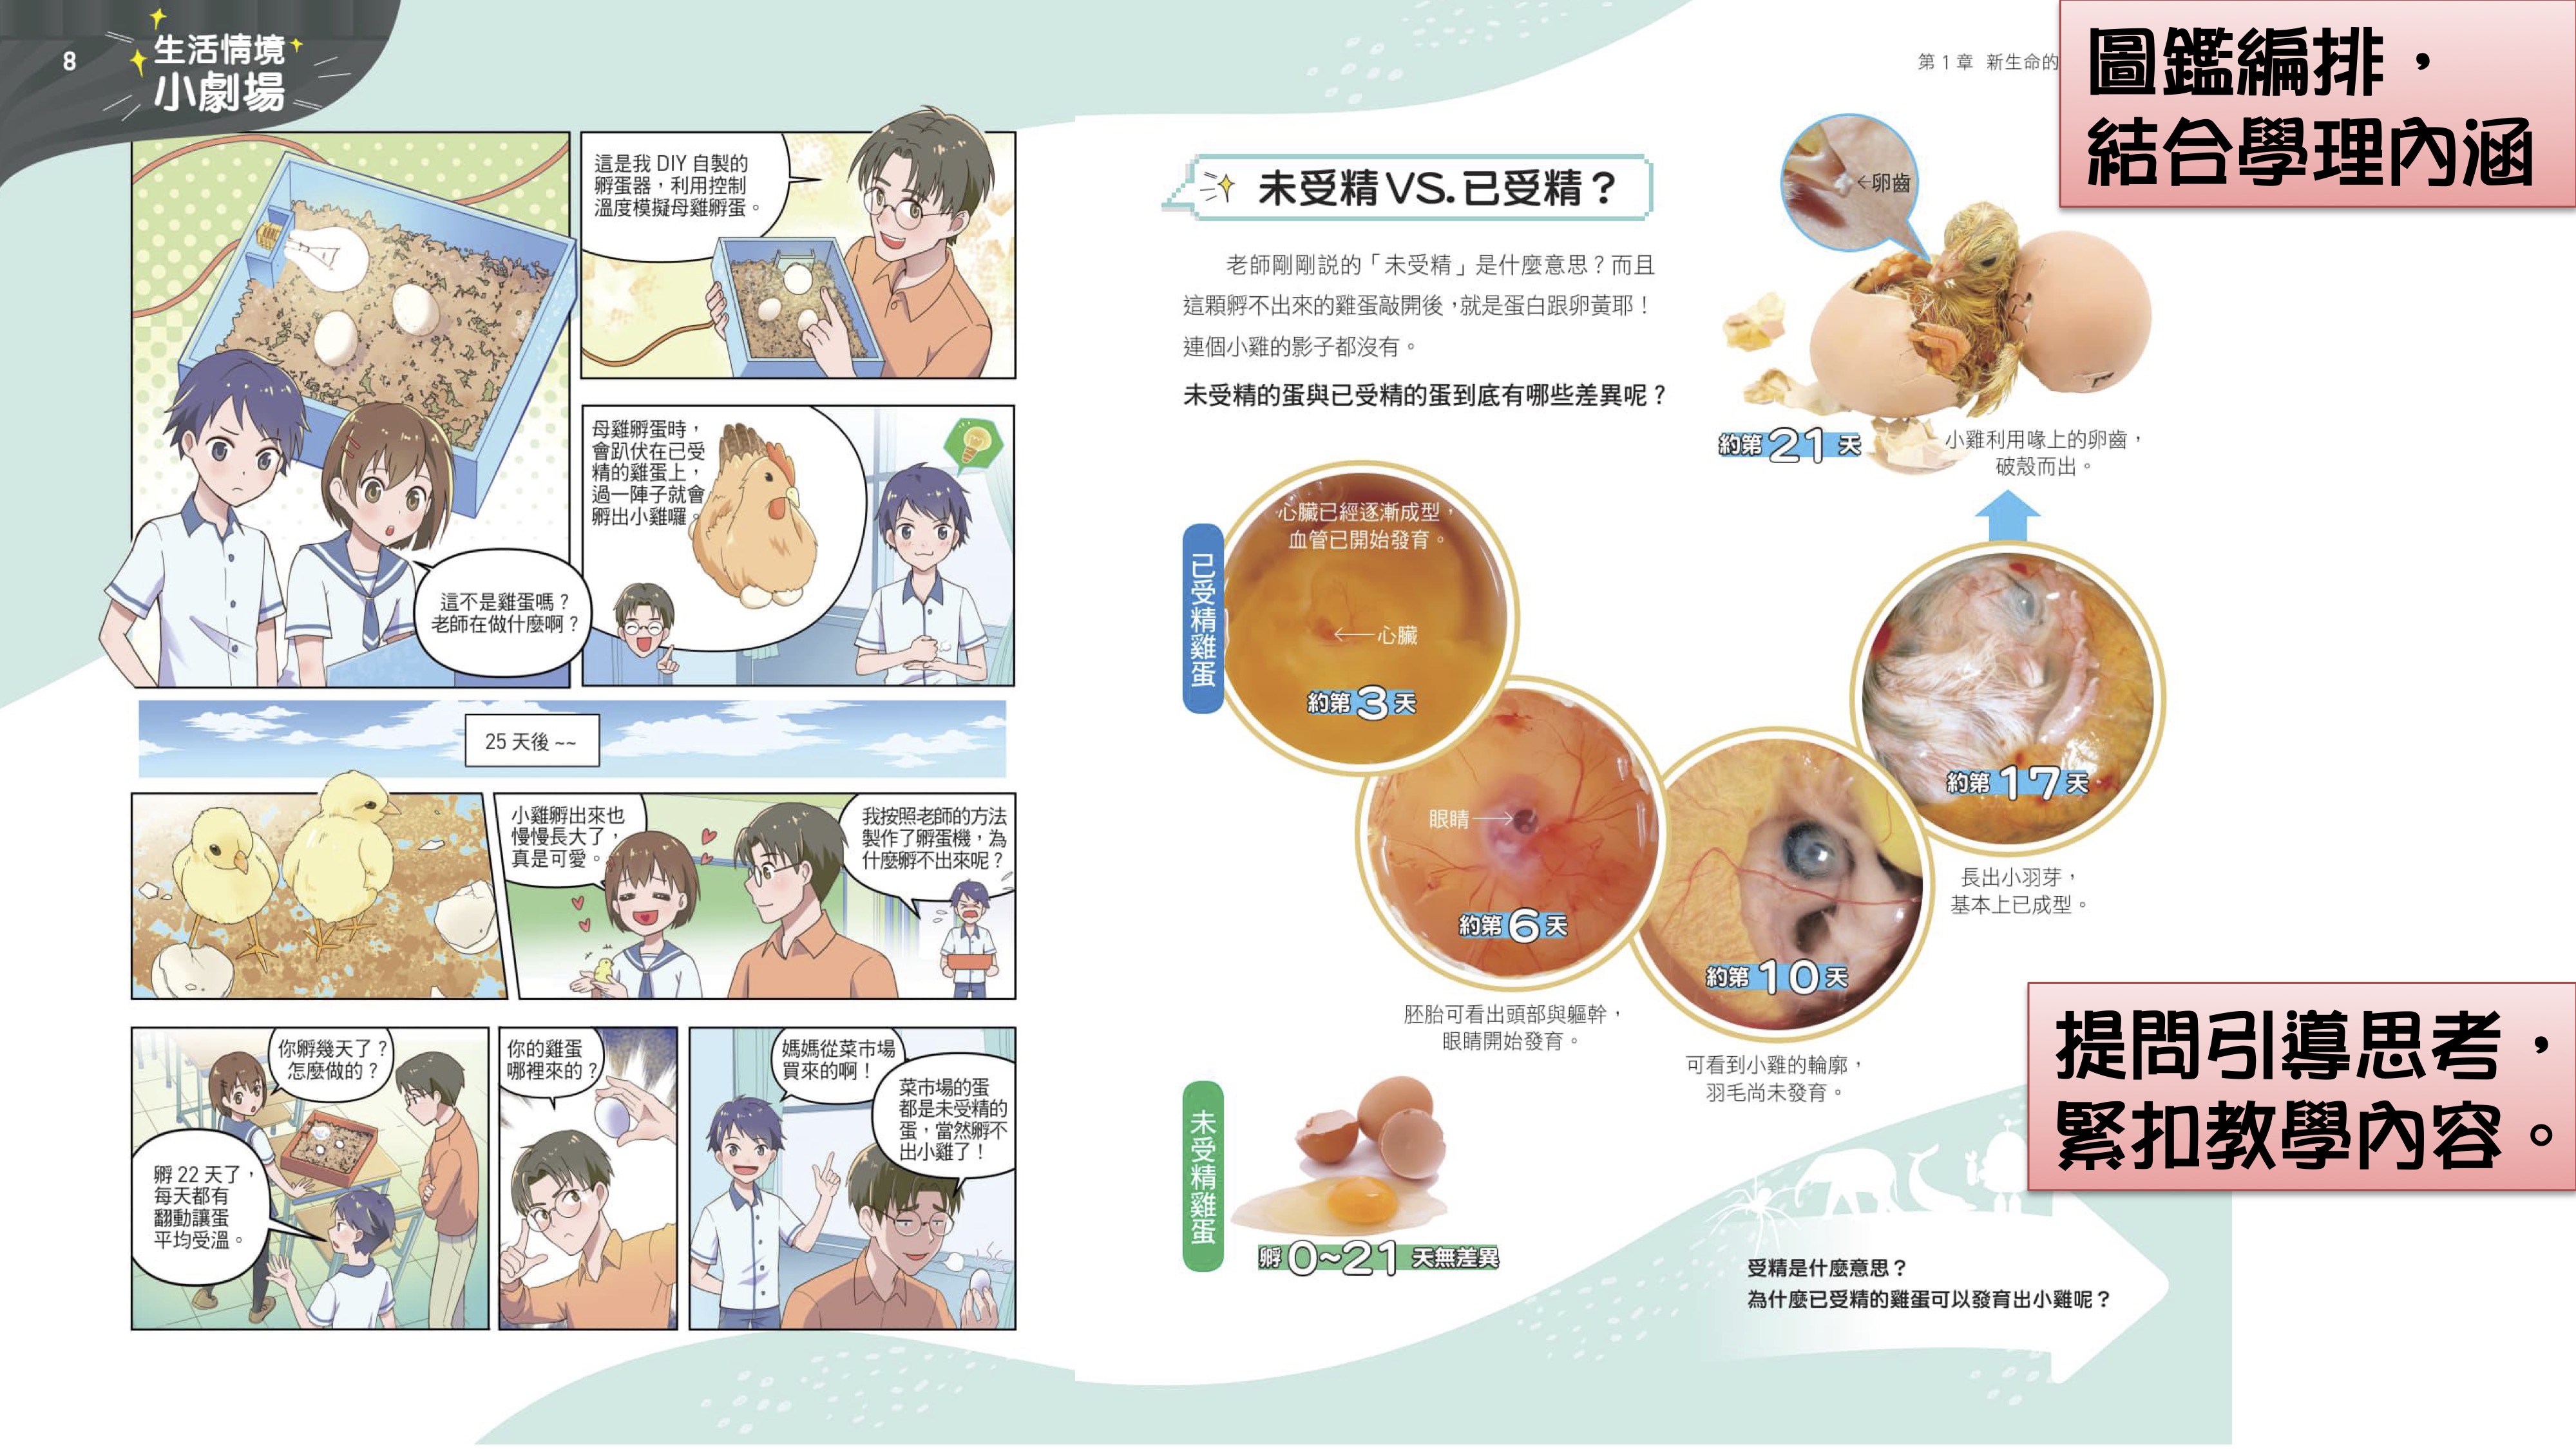 8
生活情境
小劇場
這是我 DIY 自製的
孵蛋器，利用控制
溫度模擬母雞孵蛋。
這不是雞蛋嗎？
老師在做什麼啊？
母雞孵蛋時，
會趴伏在已受
精的雞蛋上，
過一陣子就會
孵出小雞囉。
25 天後 ~~
小雞孵出來也
慢慢長大了，
真是可愛。
我按照老師的方法
製作了孵蛋機，為
什麼孵不出來呢？
你孵幾天了？
怎麼做的？
孵 22 天了，
每天都有
翻動讓蛋
平均受溫。
你的雞蛋
哪裡來的？
媽媽從菜市場
買來的啊！
菜市場的蛋
都是未受精的
蛋，當然孵不
出小雞了！
第 1 章 新生命的
圖鑑編排，
結合學理內涵
未受精 VS. 已受精？
老師剛剛說的「未受精」是什麼意思？而且
這顆孵不出來的雞蛋敲開後，就是蛋白跟卵黃耶！
連個小雞的影子都沒有。
未受精的蛋與已受精的蛋到底有哪些差異呢？
←卵齒
約第 21 天
小雞利用喙上的卵齒，
破殼而出。
已受精雞蛋
心臟已經逐漸成型，
血管已開始發育。
←心臟
約第 3 天
眼睛→
約第 6 天
胚胎可看出頭部與軀幹，
眼睛開始發育。
約第 10 天
可看到小雞的輪廓，
羽毛尚未發育。
約第 17 天
長出小羽芽，
基本上已成型。
未受精雞蛋
孵 0~21 天無差異
提問引導思考，
緊扣教學內容。
受精是什麼意思？
為什麼已受精的雞蛋可以發育出小雞呢？